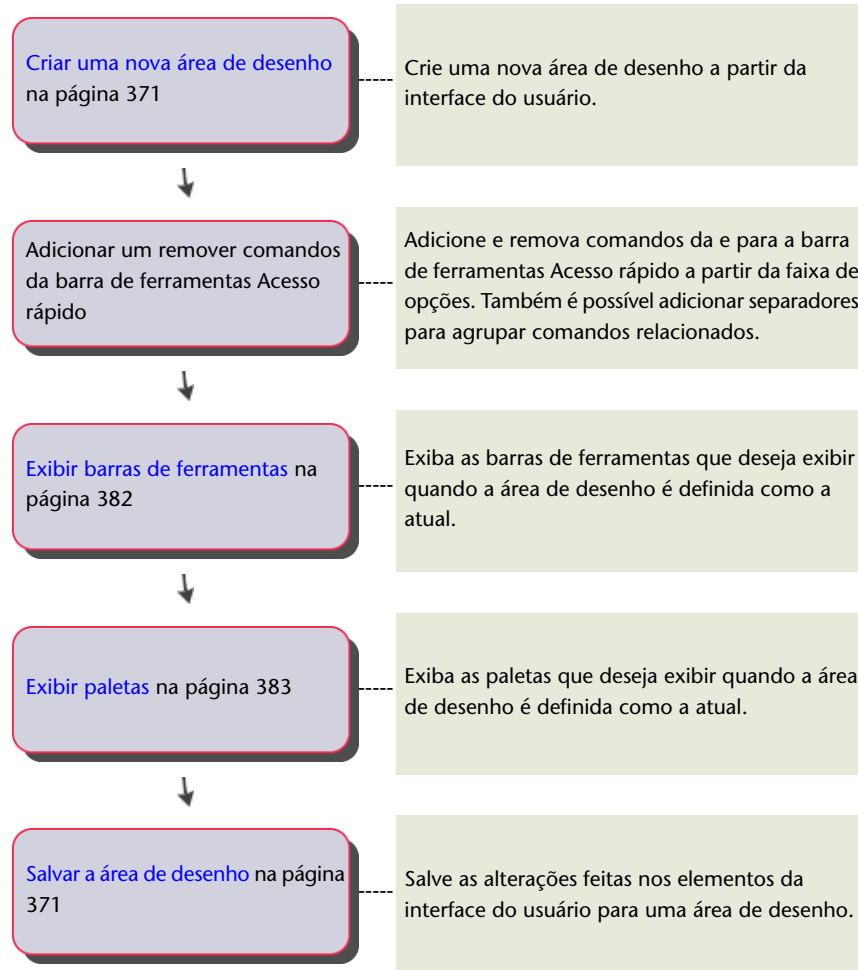 Criar uma nova área de desenho
na página 371
Crie uma nova área de desenho a partir da
interface do usuário.
Adicionar um remover comandos
da barra de ferramentas Acesso
rápido
Adicione e remova comandos da e para a barra
de ferramentas Acesso rápido a partir da faixa de
opções. Também é possível adicionar separadores
para agrupar comandos relacionados.
Exibir barras de ferramentas na
página 382
Exiba as barras de ferramentas que deseja exibir
quando a área de desenho é definida como a
atual.
Exibir paletas na página 383
Exiba as paletas que deseja exibir quando a área
de desenho é definida como a atual.
Salvar a área de desenho na página
371
Salve as alterações feitas nos elementos da
interface do usuário para uma área de desenho.